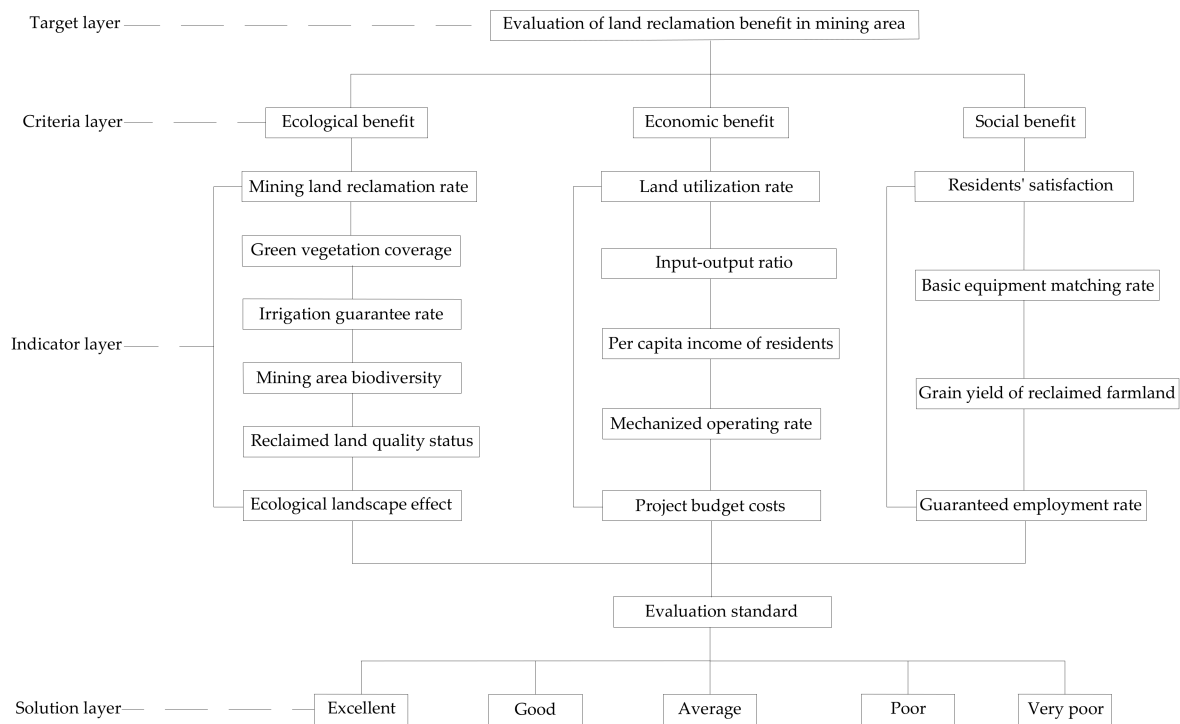 Target layer
Evaluation of land reclamation benefit in mining area
Criteria layer
Ecological benefit
Economic benefit
Social benefit
Indicator layer
Mining land reclamation rate
Green vegetation coverage
Irrigation guarantee rate
Mining area biodiversity
Reclaimed land quality status
Ecological landscape effect
Land utilization rate
Input-output ratio
Per capita income of residents
Mechanized operating rate
Project budget costs
Residents' satisfaction
Basic equipment matching rate
Grain yield of reclaimed farmland
Guaranteed employment rate
Evaluation standard
Solution layer
Excellent
Good
Average
Poor
Very poor